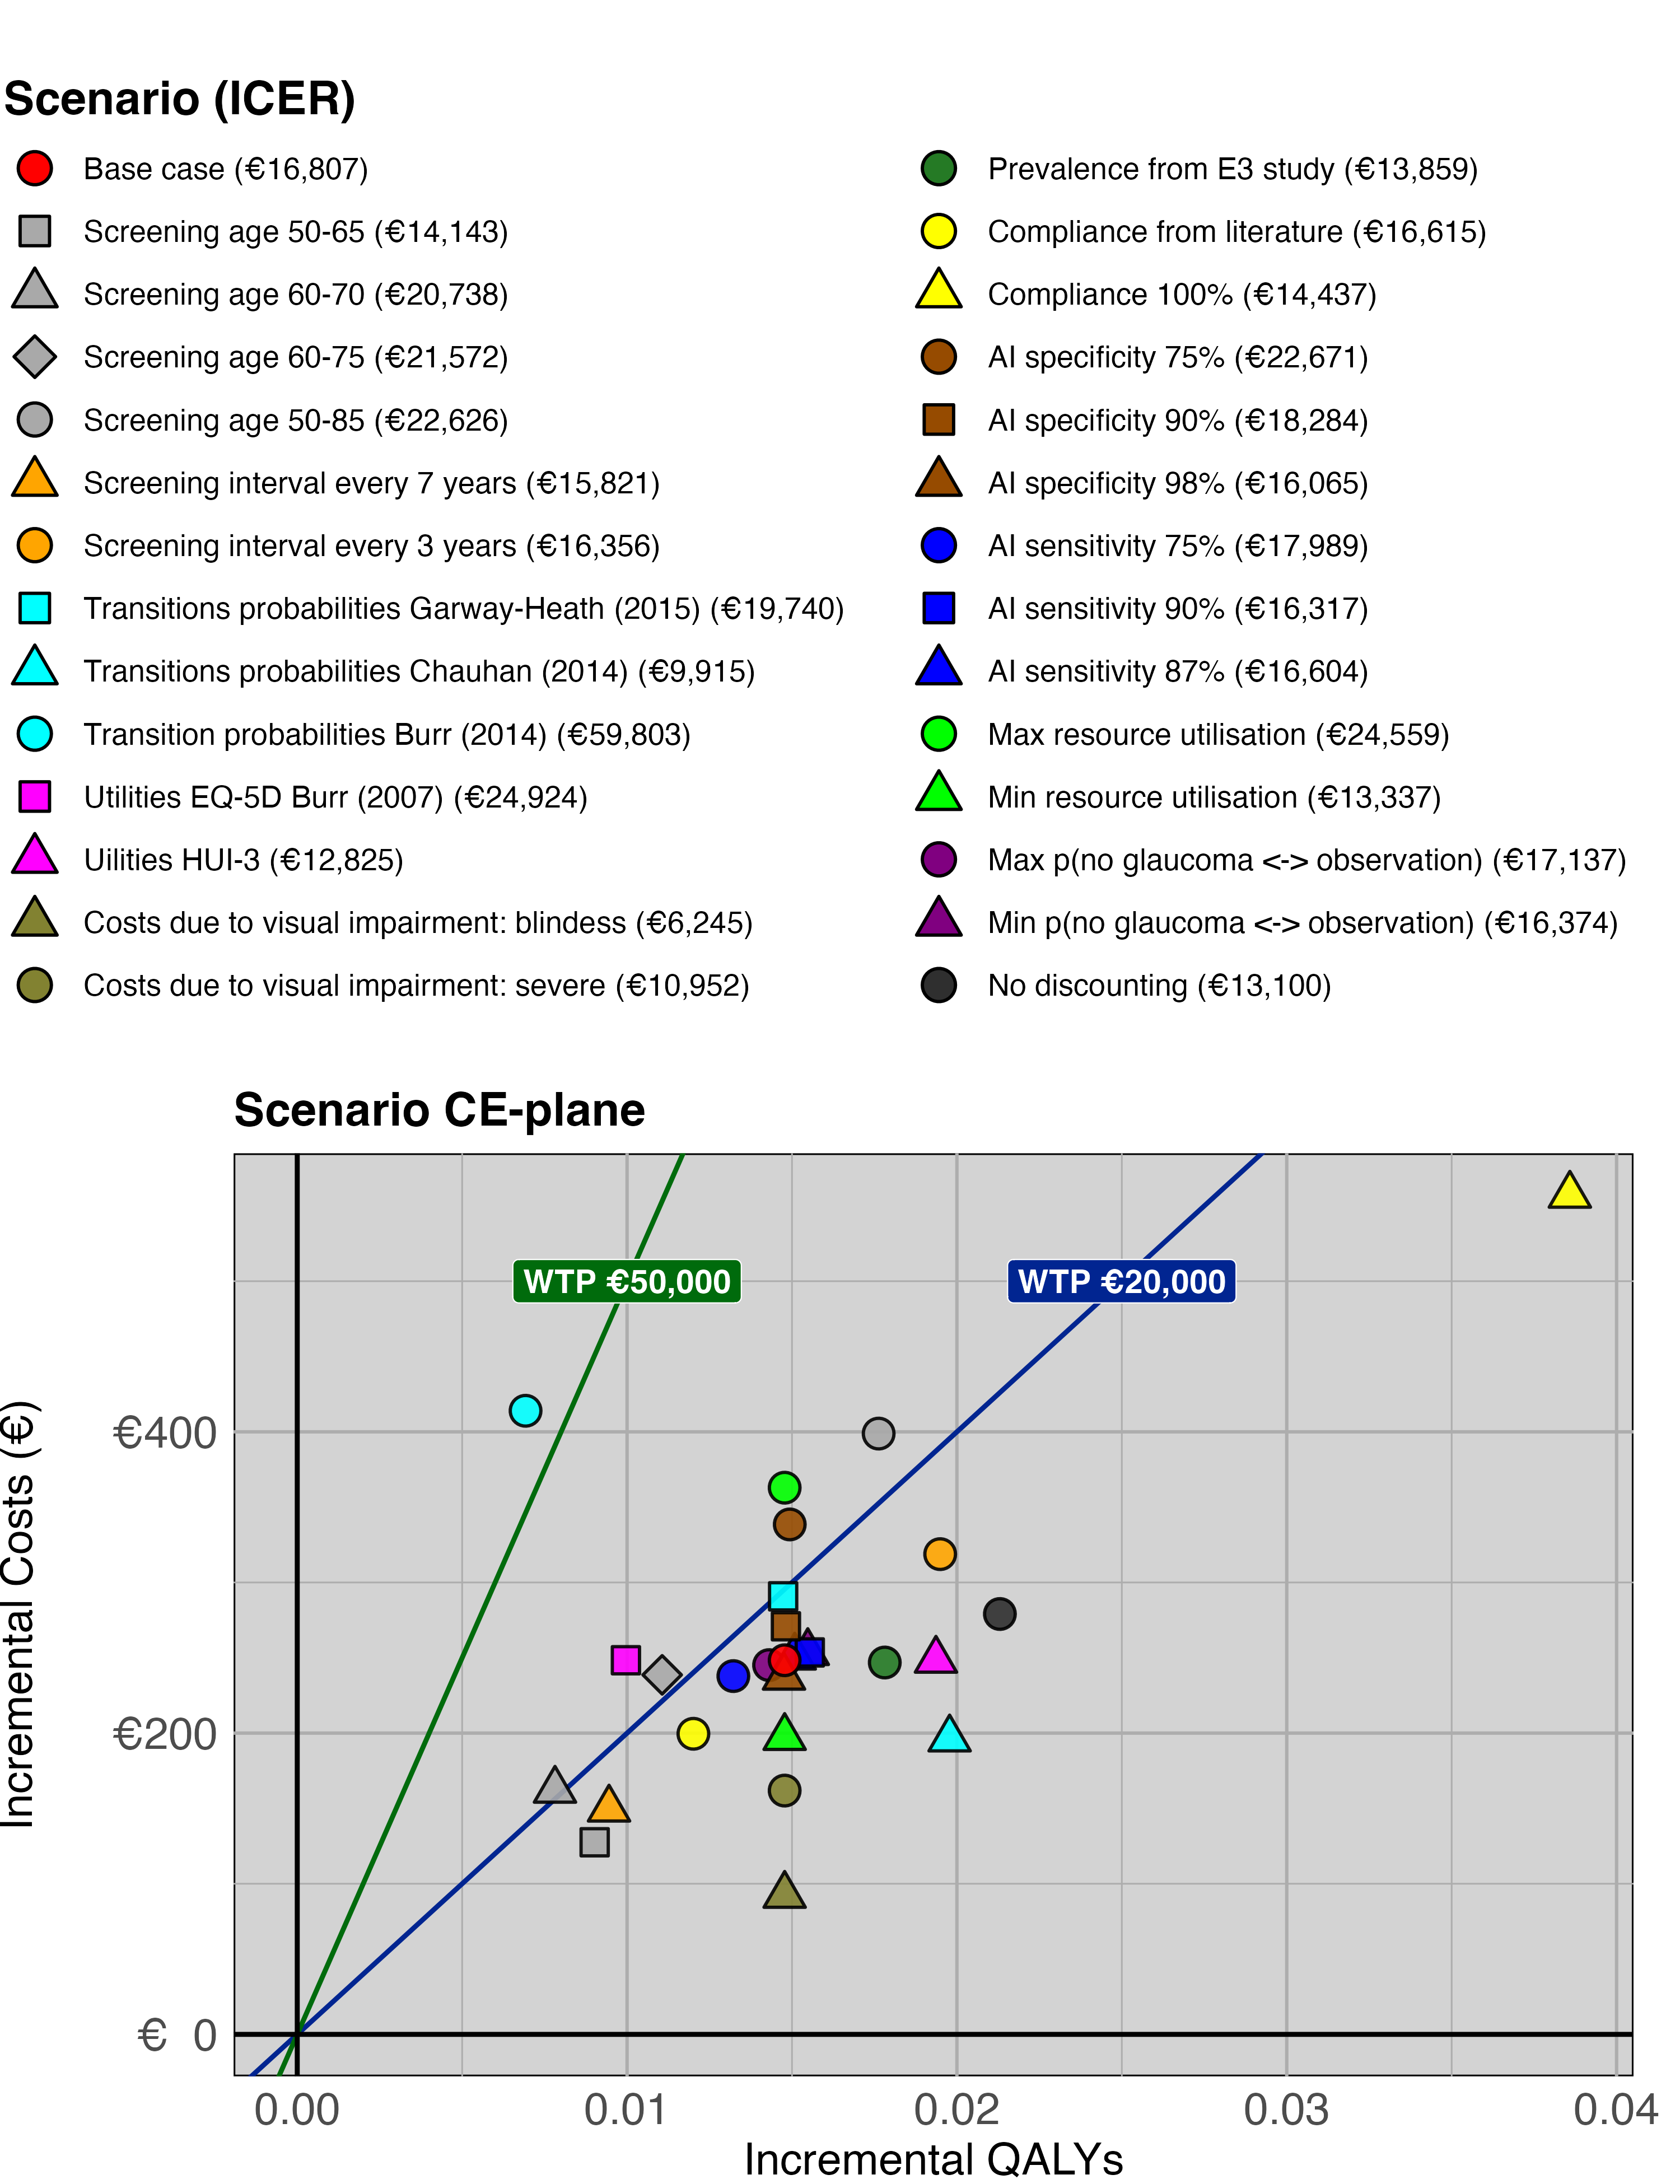 Scenario (ICER)
Base case (€16,807)
Screening age 50-65 (€14,143)
Screening age 60-70 (€20,738)
Screening age 60-75 (€21,572)
Screening age 50-85 (€22,626)
Screening interval every 7 years (€15,821)
Screening interval every 3 years (€16,356)
Transitions probabilities Garway-Heath (2015) (€19,740)
Transitions probabilities Chauhan (2014) (€9,915)
Transition probabilities Burr (2014) (€59,803)
Utilities EQ-5D Burr (2007) (€24,924)
Uilities HUI-3 (€12,825)
Costs due to visual impairment: blindess (€6,245)
Costs due to visual impairment: severe (€10,952)
Prevalence from E3 study (€13,859)
Compliance from literature (€16,615)
Compliance 100% (€14,437)
AI specificity 75% (€22,671)
AI specificity 90% (€18,284)
AI specificity 98% (€16,065)
AI sensitivity 75% (€17,989)
AI sensitivity 90% (€16,317)
AI sensitivity 87% (€16,604)
Max resource utilisation (€24,559)
Min resource utilisation (€13,337)
Max p(no glaucoma <-> observation) (€17,137)
Min p(no glaucoma <-> observation) (€16,374)
No discounting (€13,100)
Scenario CE-plane
WTP €50,000
WTP €20,000
Incremental Costs (€)
€400
€200
€ 0
0.00
0.01
0.02
0.03
0.04
Incremental QALYs